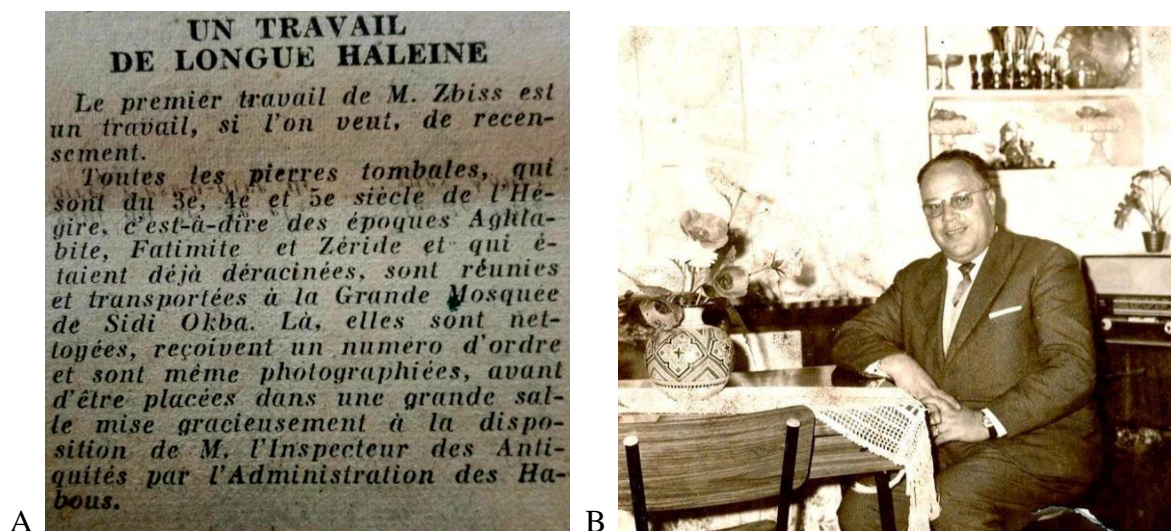 UN TRAVAIL
DE LONGUE HALEINE
Le premier travail de M. Zbiss est
un travail, si l'on veut, de recen-
sement.
Toutes les pierres tombales, qui
sont du 3e, 4e et 5e siècle de l'Hé-
gire, c'est-à-dire des époques Aghla-
bite, Fatimite et Zéride et qui é-
taient déjà déracinées, sont réunies
et transportées à la Grande Mosquée
de Sidi Okba. Là, elles sont net-
toyées, reçoivent un numéro d'ordre
et sont même photographiées, avant
d'être placées dans une grande sal-
le mise gracieusement à la dispo-
sition de M. l'Inspecteur des Anti-
quités par l'Administration des Ha-
bous.
A
B